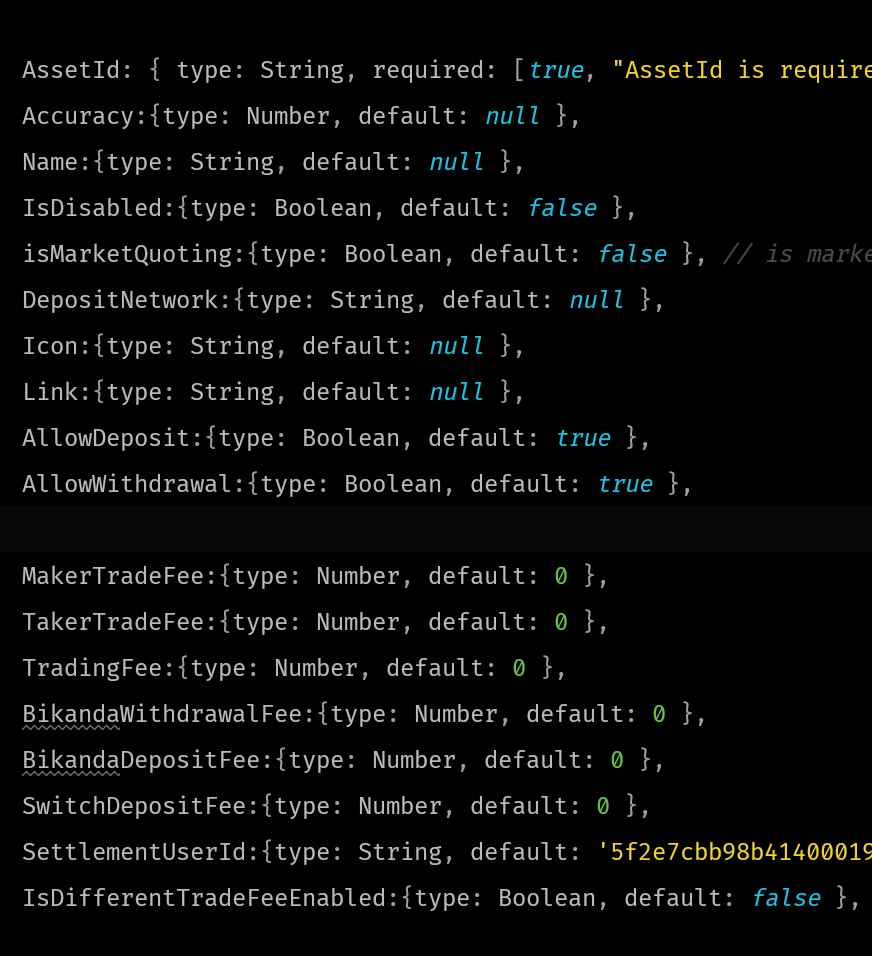 AssetId: { type: String, required: [true, "AssetId is require
Accuracy:{type: Number, default: null },
Name:{type: String, default: null },
IsDisabled:{type: Boolean, default: false },
isMarketQuoting:{type: Boolean, default: false }, // is marke
DepositNetwork:{type: String, default: null },
Icon:{type: String, default: null },
Link:{type: String, default: null },
AllowDeposit:{type: Boolean, default: true },
AllowWithdrawal:{type: Boolean, default: true },
MakerTradeFee:{type: Number, default: 0 },
TakerTradeFee:{type: Number, default: 0 },
TradingFee:{type: Number, default: 0 },
BikandaWithdrawalFee:{type: Number, default: 0 },
BikandaDepositFee:{type: Number, default: 0 },
SwitchDepositFee:{type: Number, default: 0 },
SettlementUserId:{type: String, default: '5f2e7cbb98b41400019
IsDifferentTradeFeeEnabled:{type: Boolean, default: false },